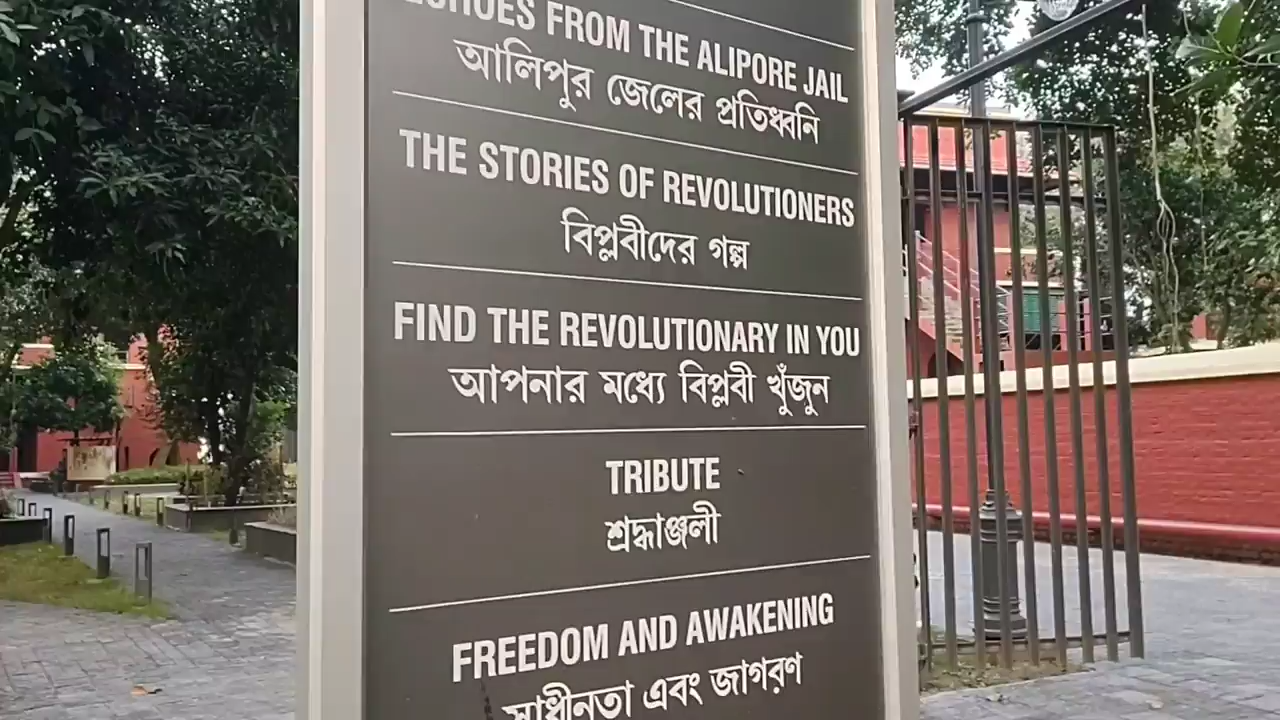 ECHOES FROM THE ALIPORE JAIL
আলিপুর জেলের প্রতিধ্বনি
THE STORIES OF REVOLUTIONERS
বিপ্লবীদের গল্প
FIND THE REVOLUTIONARY IN YOU
আপনার মধ্যে বিপ্লবী খুঁজুন
TRIBUTE
শ্রদ্ধাঞ্জলী
FREEDOM AND AWAKENING
স্বাধীনতা এবং জাগরণ